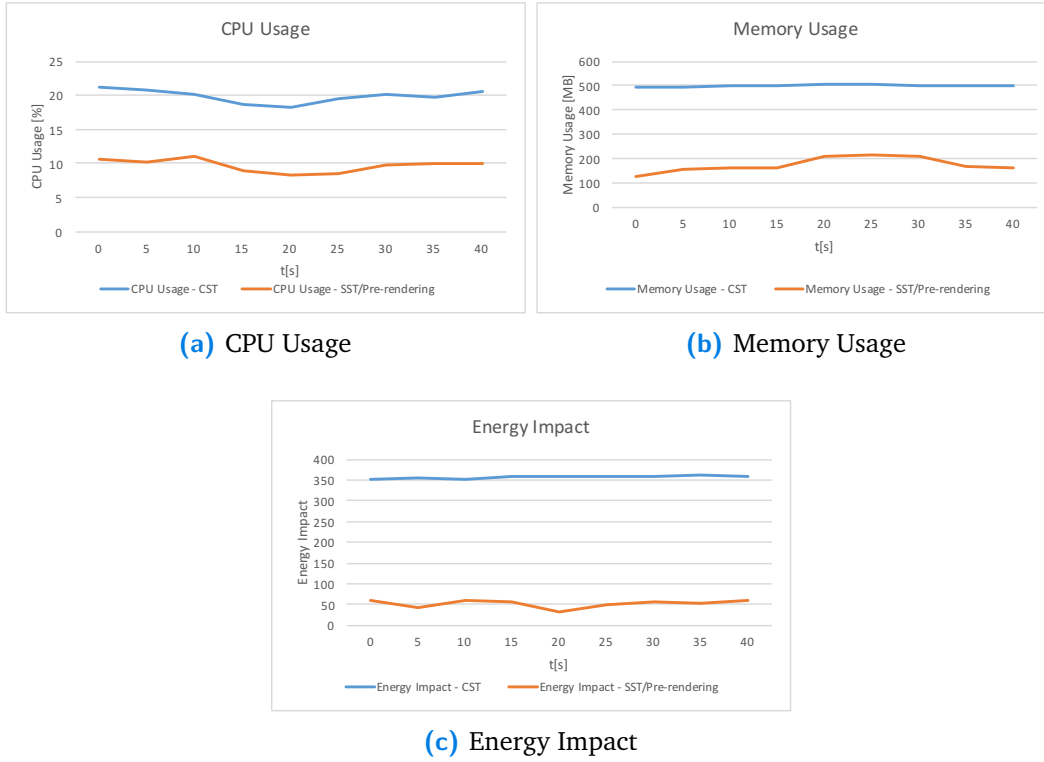 CPU Usage
25
20
15
10
5
0
CPU Usage [%]
0 5 10 15 20 25 30 35 40
t[s]
CPU Usage - CST CPU Usage - SST/Pre-rendering
(a) CPU Usage
Memory Usage
600
500
400
300
200
100
0
Memory Usage [MB]
0 5 10 15 20 25 30 35 40
t[s]
Memory Usage - CST Memory Usage - SST/Pre-rendering
(b) Memory Usage
Energy Impact
400
350
300
250
200
150
100
50
0
Energy Impact
0 5 10 15 20 25 30 35 40
t[s]
Energy Impact - CST Energy Impact - SST/Pre-rendering
(c) Energy Impact